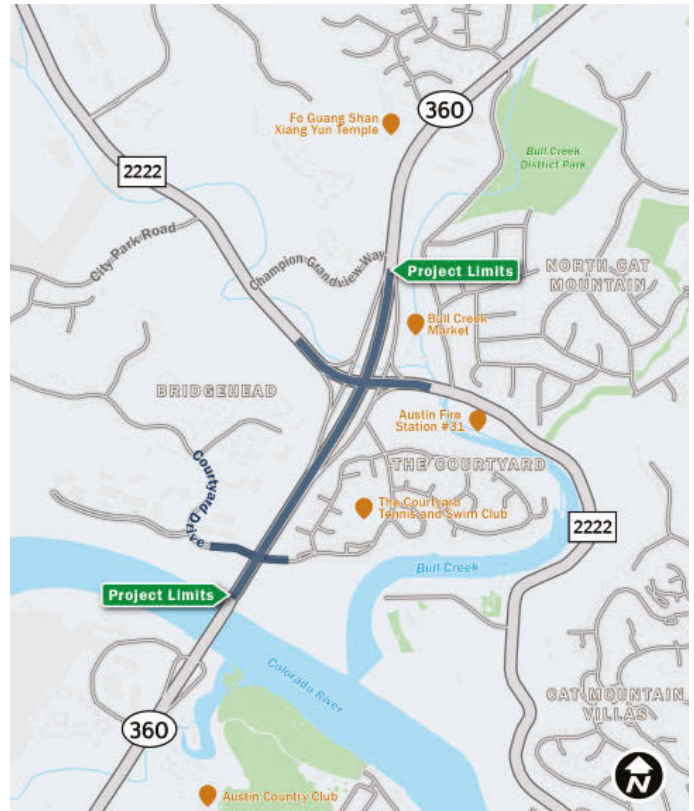 360
Fo Guang Shan
Xiang Yun Temple
Bull Creek
District Park
2222
City Park Road
Champion Grandview Way
Project Limits
NORTH CAT
MOUNTAIN
Bull Creek
Market
BRIDGEHEAD
Austin Fire
Station #31
THE COURTYARD
Courtyard Drive
The Courtyard
Tennis and Swim Club
2222
Bull Creek
Project Limits
Colorado
River
CAT MOUNTAIN
VILLAS
360
N
Austin Country Club